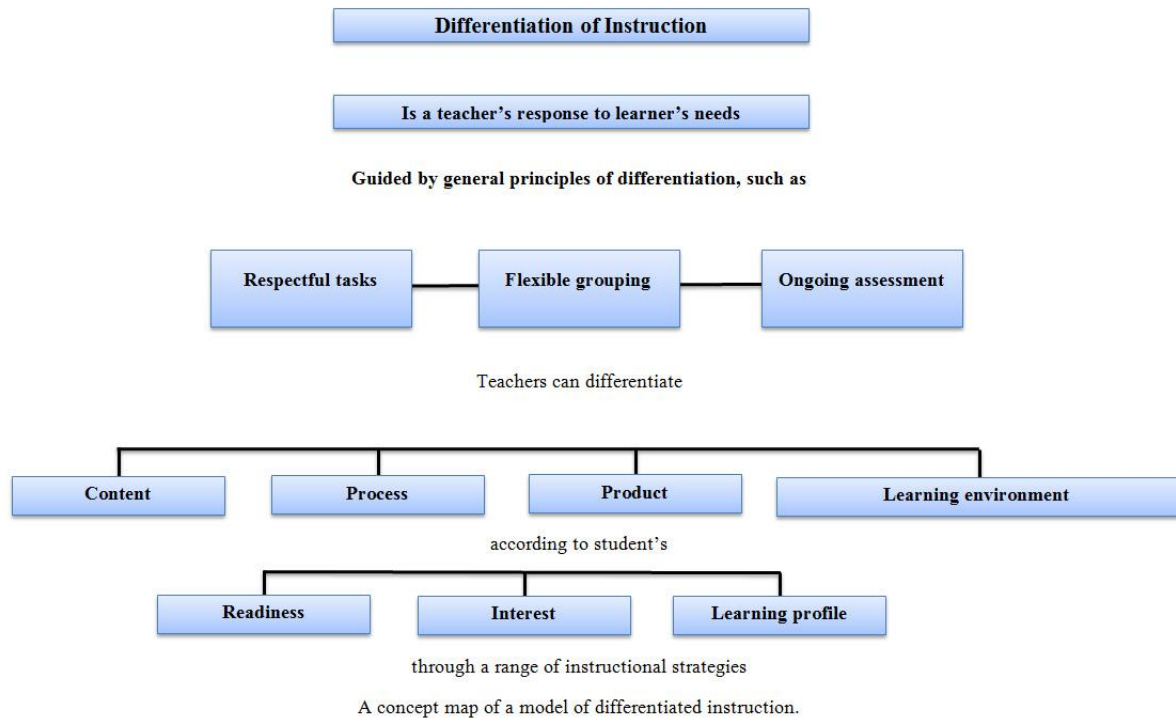 Differentiation of Instruction
Is a teacher’s response to learner’s needs
Guided by general principles of differentiation, such as
Respectful tasks
Flexible grouping
Ongoing assessment
Teachers can differentiate
Content
Process
Product
Learning environment
according to student’s
Readiness
Interest
Learning profile
through a range of instructional strategies
A concept map of a model of differentiated instruction.